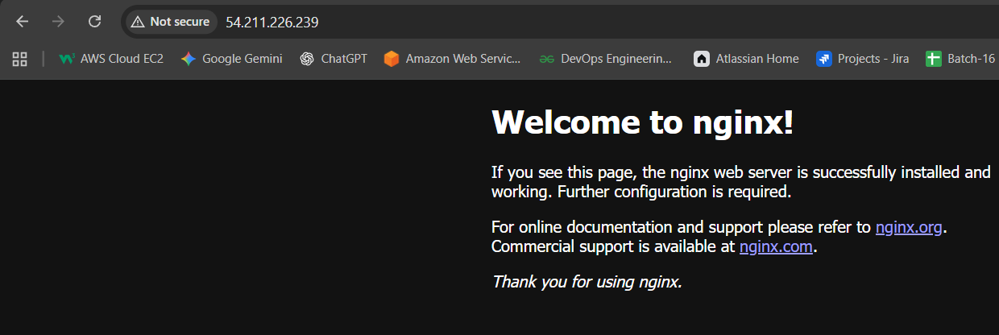 Not secure 54.211.226.239
AWS Cloud EC2 Google Gemini ChatGPT Amazon Web Servic... DevOps Engineerin... Atlassian Home Projects - Jira Batch-16
Welcome to nginx!
If you see this page, the nginx web server is successfully installed and
working. Further configuration is required.
For online documentation and support please refer to nginx.org.
Commercial support is available at nginx.com.
Thank you for using nginx.